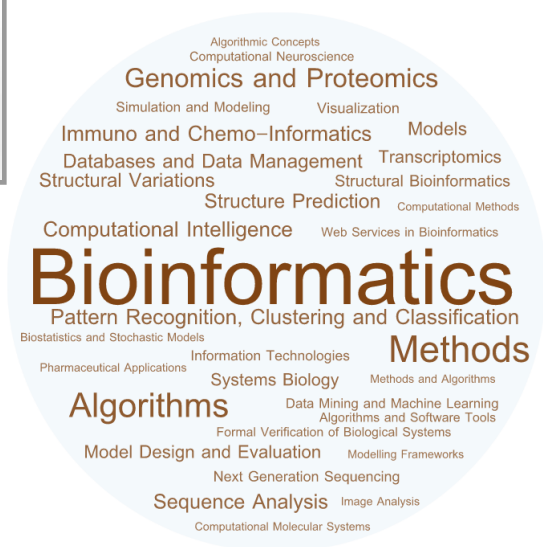 Algorithmic Concepts
Computational Neuroscience
Genomics and Proteomics
Simulation and Modeling
Visualization
Immuno and Chemo−Informatics
Models
Databases and Data Management
Transcriptomics
Structural Variations
Structural Bioinformatics
Structure Prediction
Computational Methods
Computational Intelligence
Web Services in Bioinformatics
Bioinformatics
Pattern Recognition, Clustering and Classification
Biostatistics and Stochastic Models
Methods
Information Technologies
Pharmaceutical Applications
Systems Biology
Methods and Algorithms
Algorithms
Data Mining and Machine Learning
Algorithms and Software Tools
Formal Verification of Biological Systems
Model Design and Evaluation
Modelling Frameworks
Next Generation Sequencing
Sequence Analysis
Image Analysis
Computational Molecular Systems